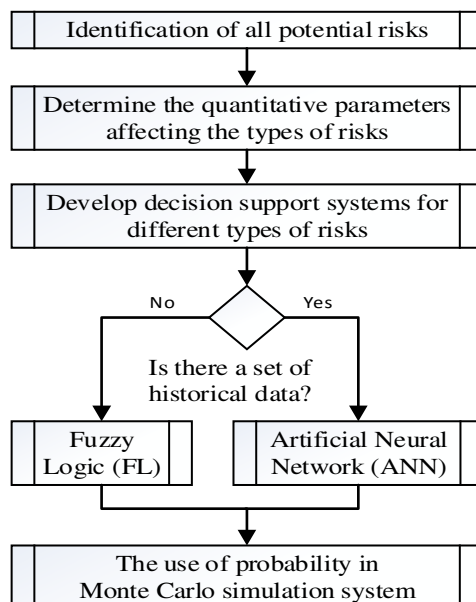 Identification of all potential risks
Determine the quantitative parameters
affecting the types of risks
Develop decision support systems for
different types of risks
No
Yes
Is there a set of
historical data?
Fuzzy
Logic (FL)
Artificial Neural
Network (ANN)
The use of probability in
Monte Carlo simulation system